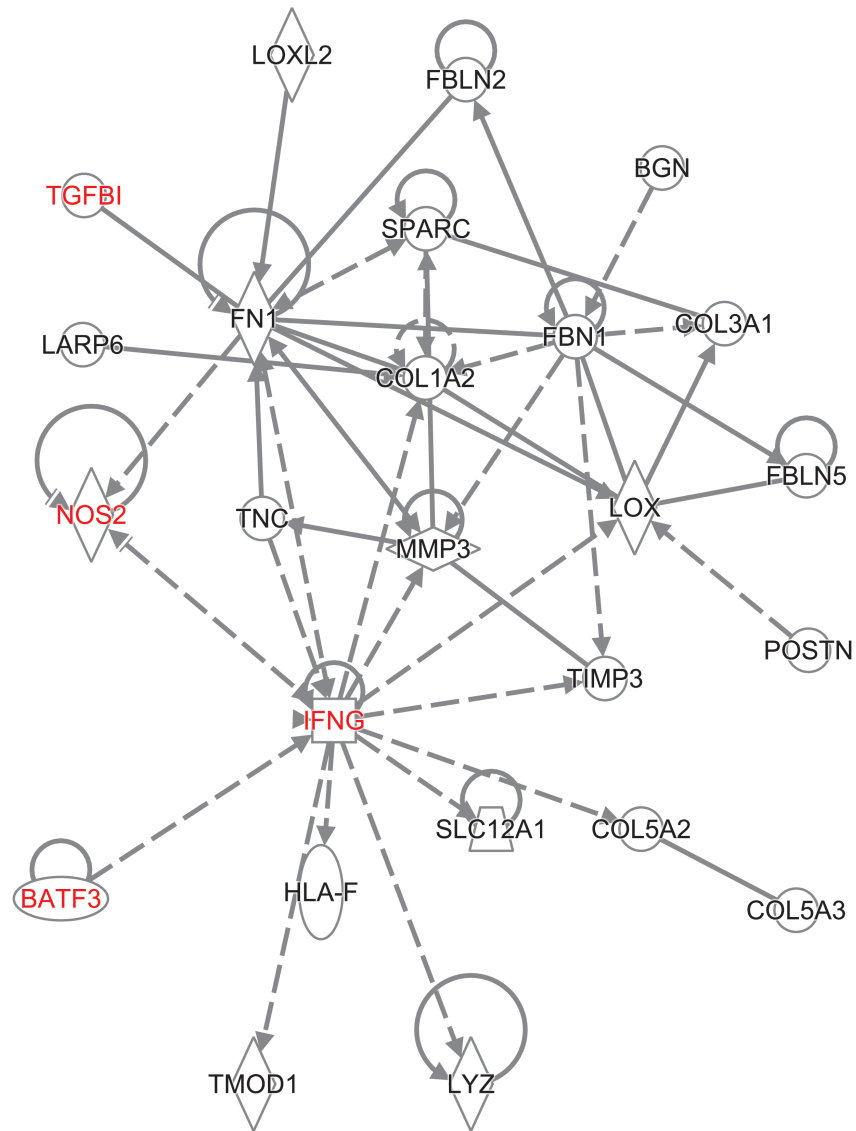 LOXL2
FBLN2
BGN
TGFBI
SPARC
FN1
COL3A1
FBN1
LARP6
COL1A2
FBLN5
LOX
NOS2
TNC
MMP3
POSTN
TIMP3
IFNG
SLC12A1
COL5A2
HLA-F
BATF3
COL5A3
TMOD1
LYZ